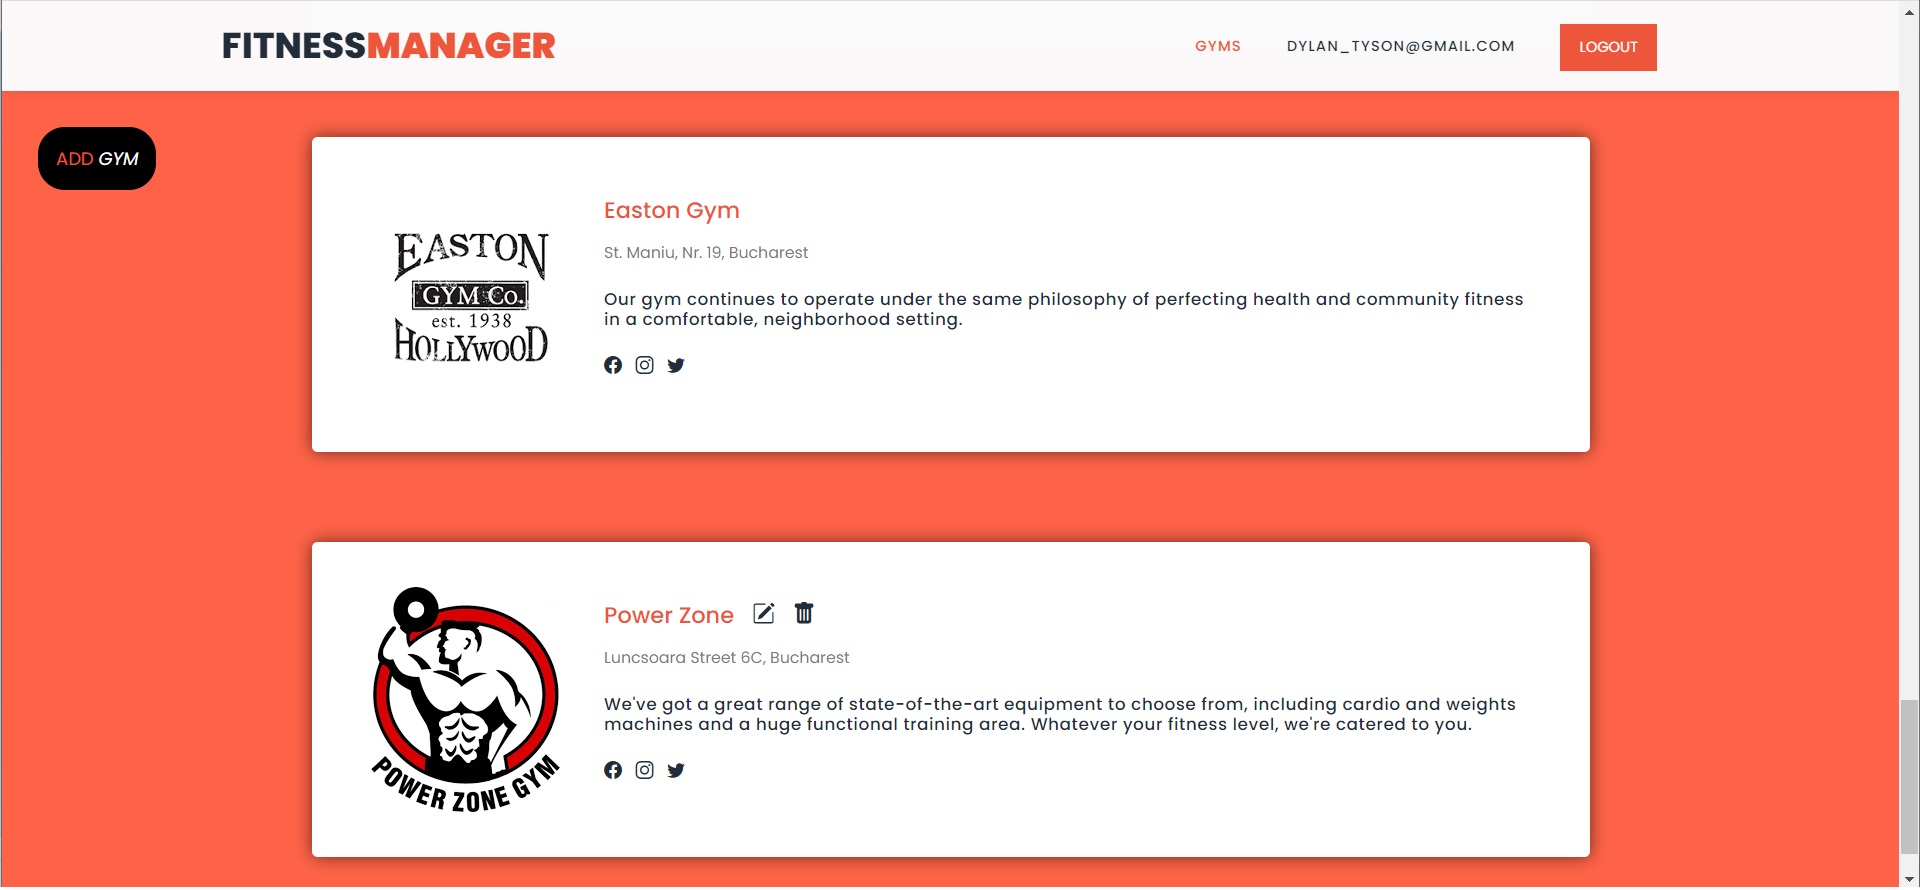 FITNESSMANAGER
GYMS
DYLAN_TYSON@GMAIL.COM
LOGOUT
ADD GYM
EASTON
GYM Co.
est. 1938
HOLLYWOOD
Easton Gym
St. Maniu, Nr. 19, Bucharest
Our gym continues to operate under the same philosophy of perfecting health and community fitness
in a comfortable, neighborhood setting.
POWER ZONE GYM
Power Zone
Luncsoara Street 6C, Bucharest
We've got a great range of state-of-the-art equipment to choose from, including cardio and weights
machines and a huge functional training area. Whatever your fitness level, we're catered to you.